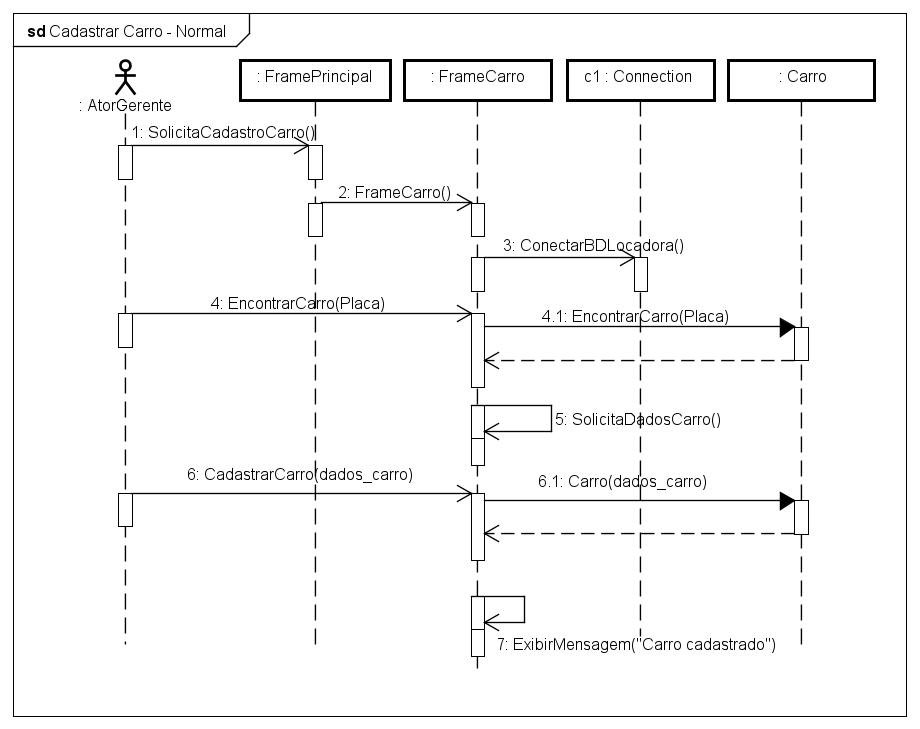 sd Cadastrar Carro - Normal
: AtorGerente
: FramePrincipal
: FrameCarro
c1 : Connection
: Carro
1: SolicitaCadastroCarro()
2: FrameCarro()
3: ConectarBDLocadora()
4: EncontrarCarro(Placa)
4.1: EncontrarCarro(Placa)
5: SolicitaDadosCarro()
6: CadastrarCarro(dados_carro)
6.1: Carro(dados_carro)
7: ExibirMensagem("Carro cadastrado")